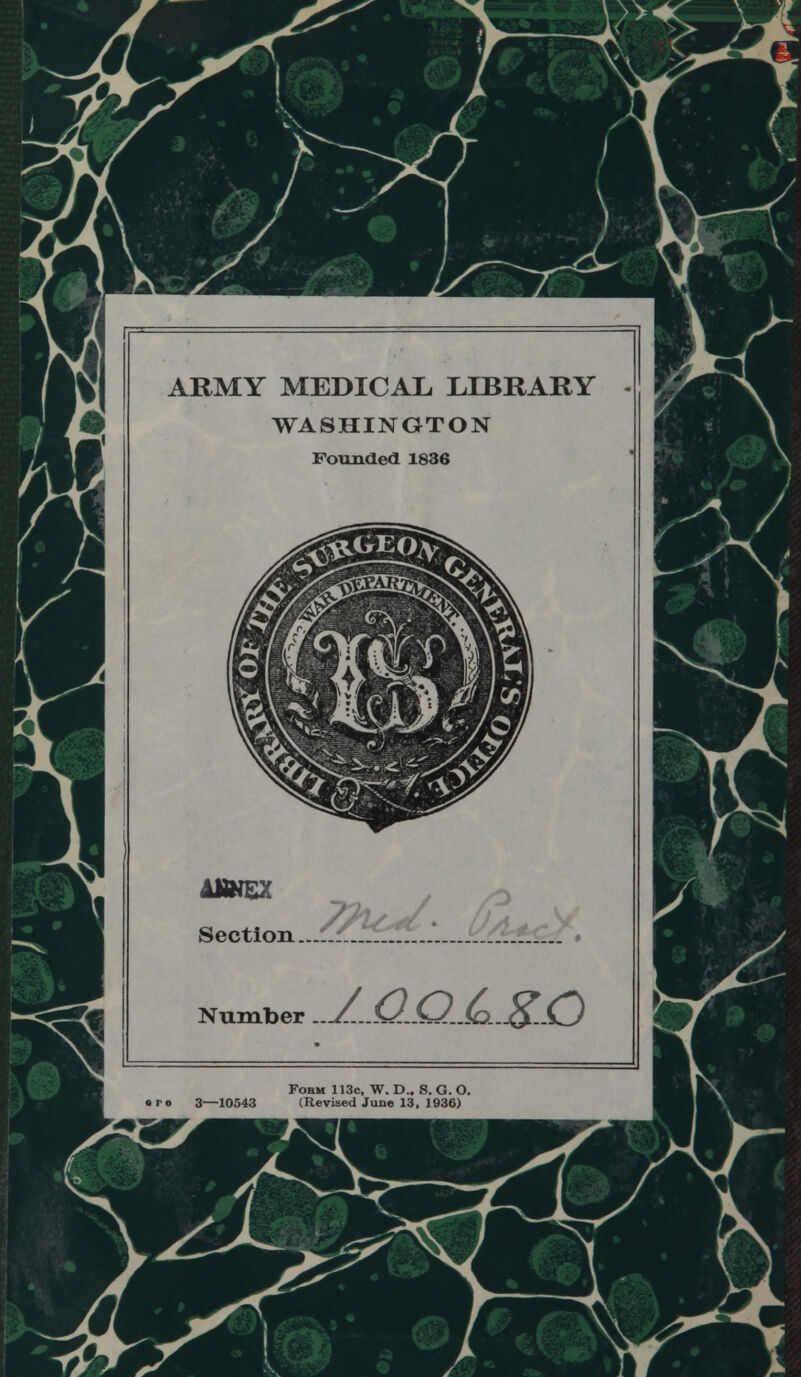 ARMY MEDICAL LIBRARY
WASHINGTON
Founded 1836
LIBRARY OF THE SURGEON GENERAL'S OFFICE
WAR DEPARTMENT.
LS
ANNEX
Section Med. Pract.
Number 100680
FORM 113c, W. D., S. G. O.
GPO 3—10543 (Revised June 13, 1936)